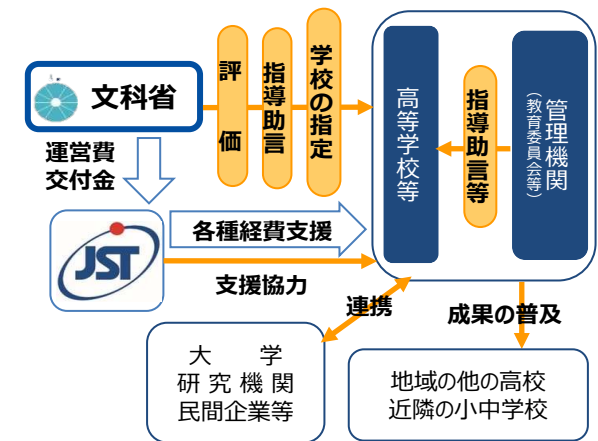 文科省
評価
指導助言
学校の指定
高等学校等
指導助言等
管理機関
(教育委員会等)
運営費
交付金
JST
各種経費支援
支援協力
連携
成果の普及
大　学
研究機関
民間企業等
地域の他の高校
近隣の小中学校